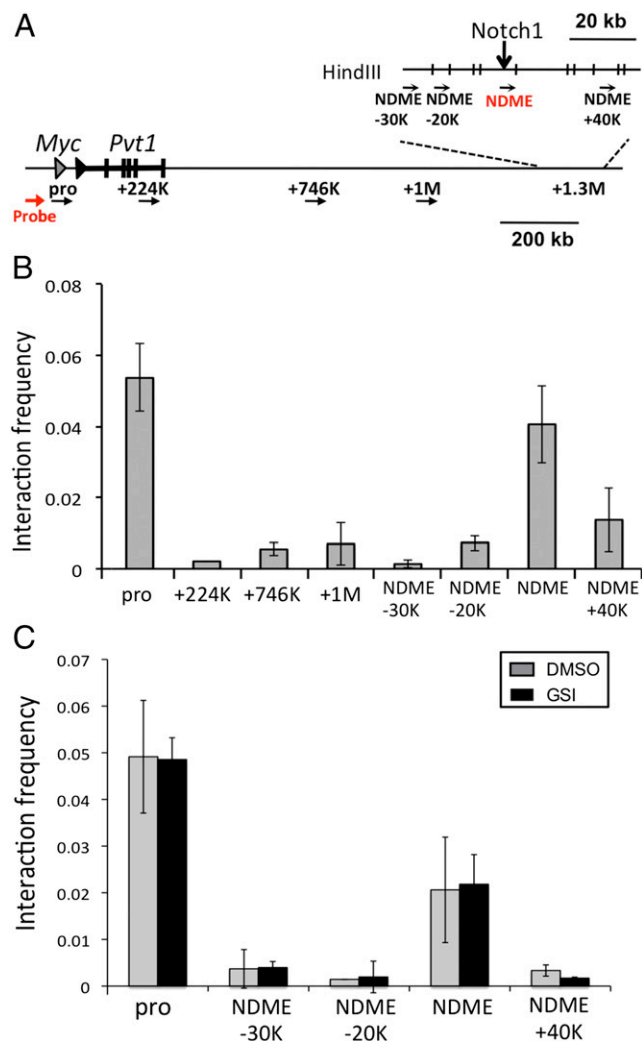 A
Notch1
20 kb
HindIII
NDME -30K
NDME -20K
NDME
NDME +40K
Myc
Pvt1
pro
+224K
+746K
+1M
+1.3M
Probe
200 kb
B
Interaction frequency
0.08
0.06
0.04
0.02
0
pro
+224K
+746K
+1M
NDME -30K
NDME -20K
NDME
NDME +40K
C
Interaction frequency
0.07
0.06
0.05
0.04
0.03
0.02
0.01
0
DMSO
GSI
pro
NDME -30K
NDME -20K
NDME
NDME +40K